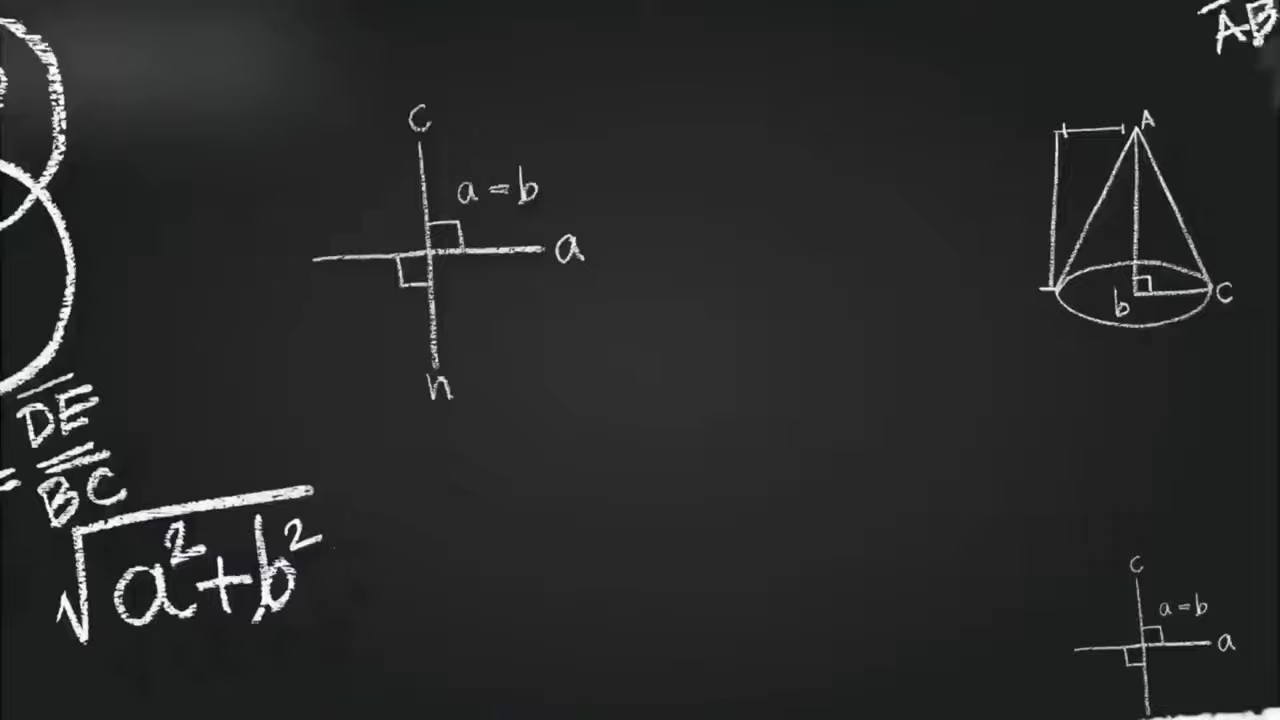 AB
c
a = b
a
n
A
b
C
DE
=
BC
√a²+b²
c
a = b
a